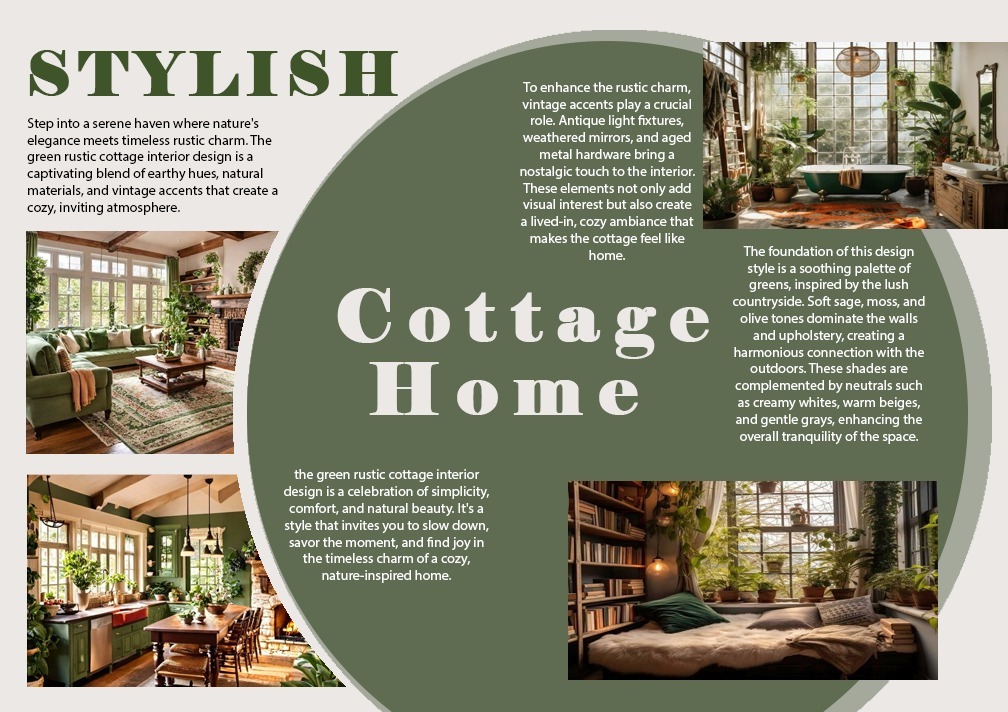 STYLISH
Step into a serene haven where nature's
elegance meets timeless rustic charm. The
green rustic cottage interior design is a
captivating blend of earthy hues, natural
materials, and vintage accents that create a
cozy, inviting atmosphere.
To enhance the rustic charm,
vintage accents play a crucial
role. Antique light fixtures,
weathered mirrors, and aged
metal hardware bring a
nostalgic touch to the interior.
These elements not only add
visual interest but also create
a lived-in, cozy ambiance that
makes the cottage feel like
home.
Cottage
Home
The foundation of this design
style is a soothing palette of
greens, inspired by the lush
countryside. Soft sage, moss, and
olive tones dominate the walls
and upholstery, creating a
harmonious connection with the
outdoors. These shades are
complemented by neutrals such
as creamy whites, warm beiges,
and gentle grays, enhancing the
overall tranquility of the space.
the green rustic cottage interior
design is a celebration of simplicity,
comfort, and natural beauty. It's a
style that invites you to slow down,
savor the moment, and find joy in
the timeless charm of a cozy,
nature-inspired home.